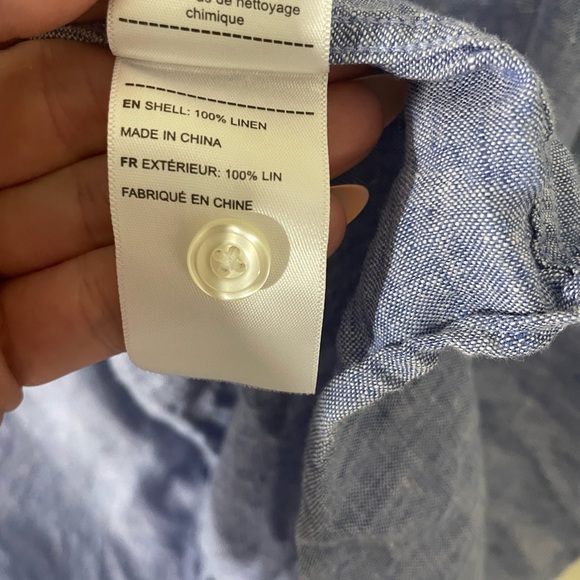 de nettoyage
chimique
EN SHELL: 100% LINEN
MADE IN CHINA
FR EXTÉRIEUR: 100% LIN
FABRIQUÉ EN CHINE